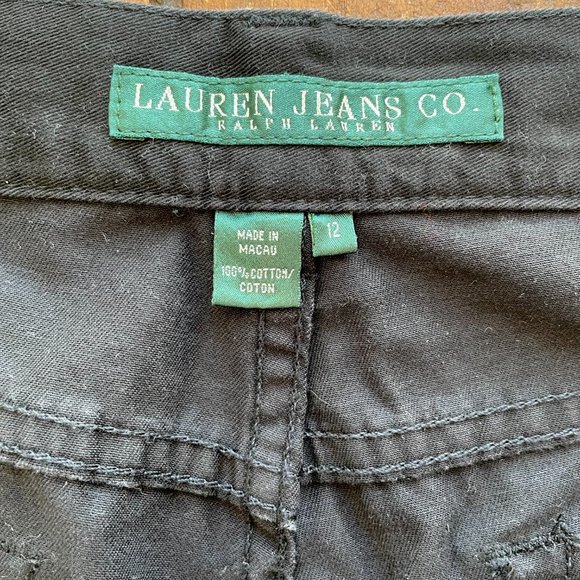 LAUREN JEANS CO.
RALPH LAUREN
MADE IN
MACAU
100% COTTON/
COTON
12